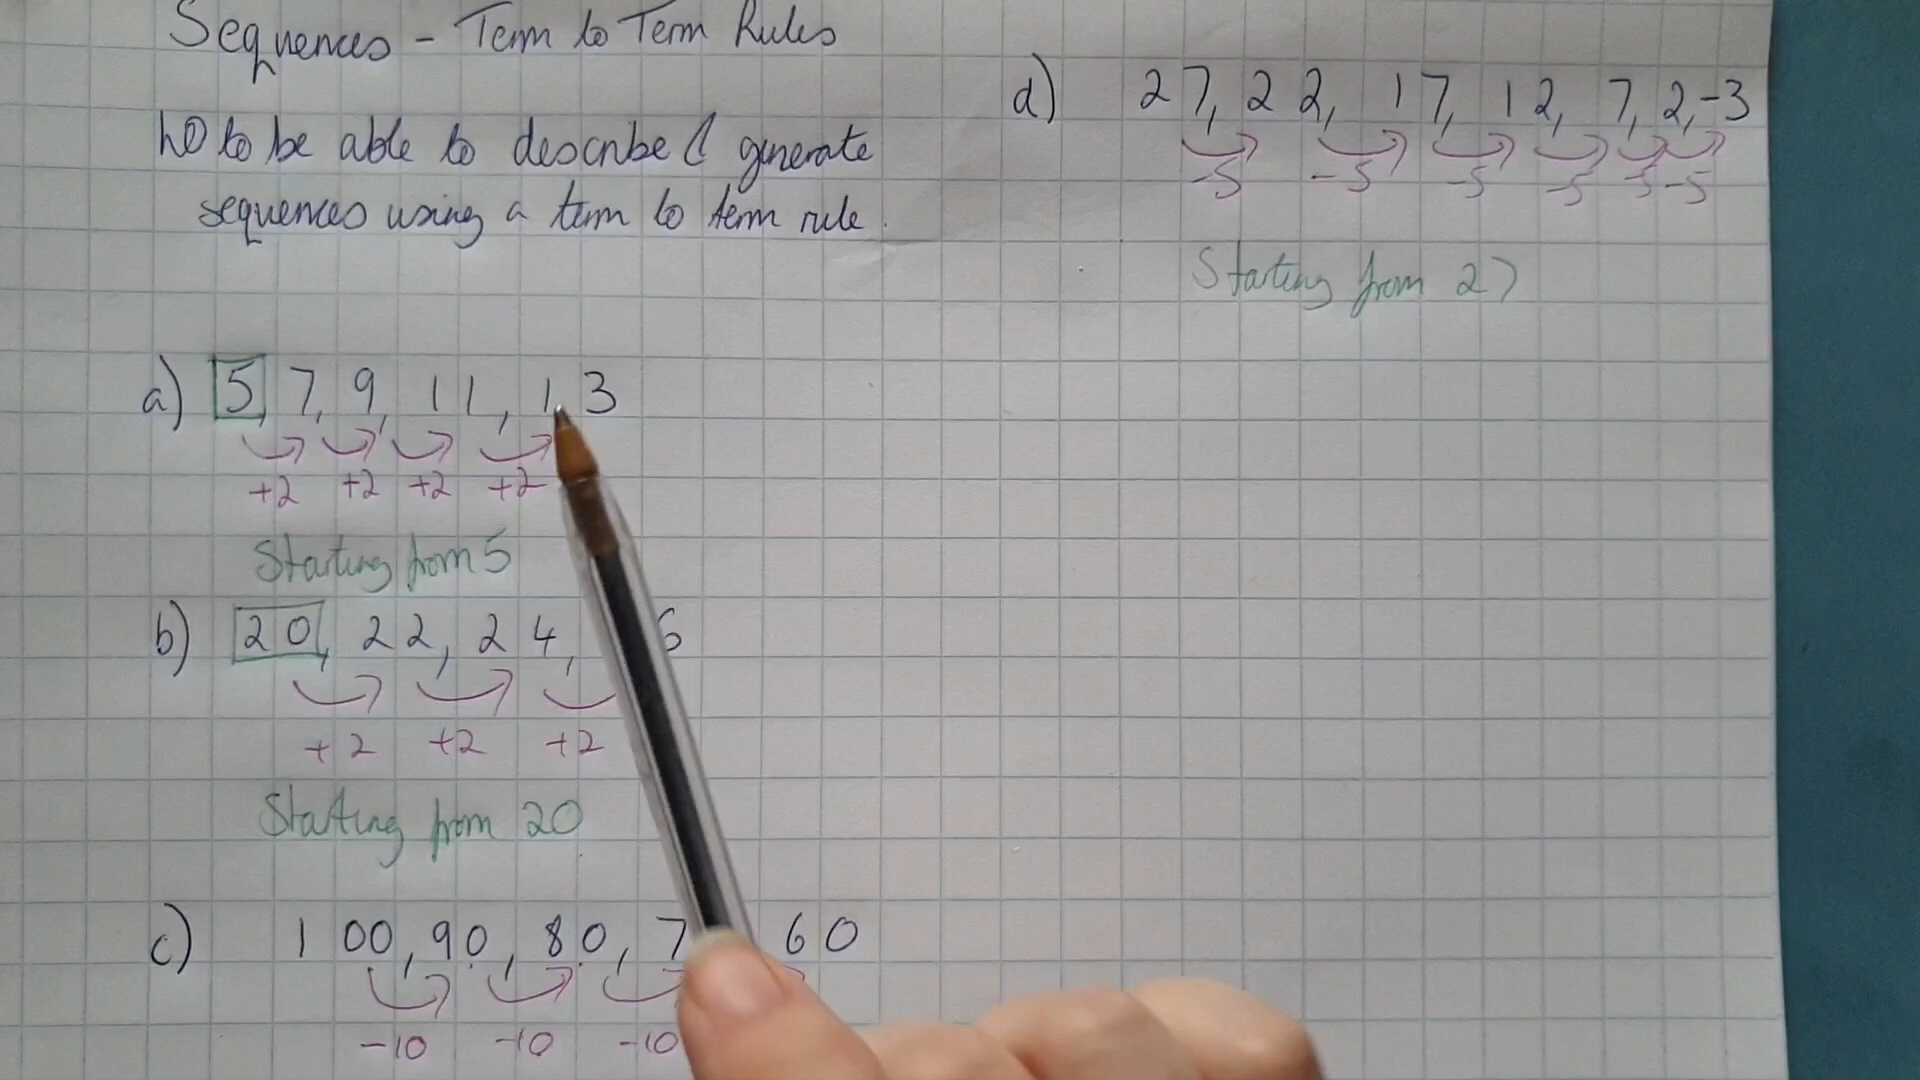 Sequences - Term to Term Rules
LO to be able to describe & generate
sequences using a term to term rule.
a) 5, 7, 9, 11, 13
+2 +2 +2 +2
Starting from 5
b) 20, 22, 24, 6
+2 +2 +2
Starting from 20
c) 100, 90, 80, 7 60
-10 -10 -10
d) 27, 22, 17, 12, 7, 2, -3
-5 -5 -5 -5 -5 -5
Starting from 27